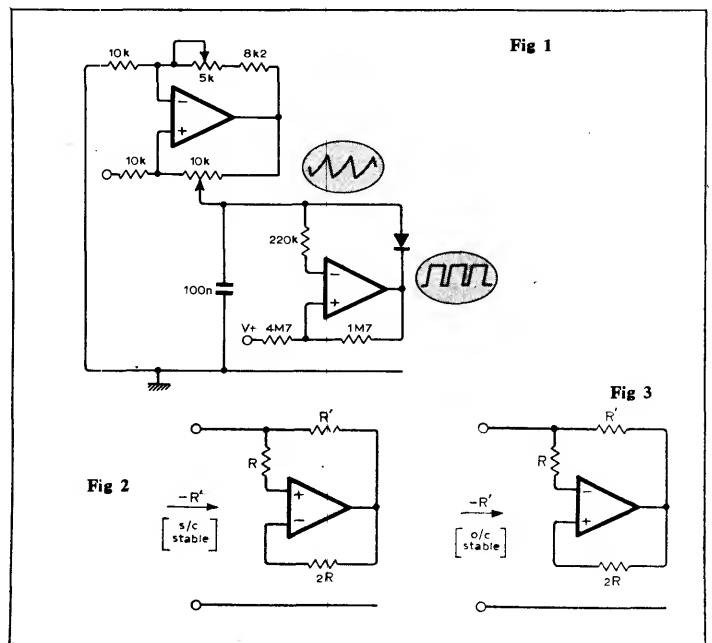 Fig 1
10k
5k
8k2
−
+
10k
10k
220k
−
+
100n
V+
4M7
1M7
Fig 2
R'
R
+
−
−R'
[ s/c stable ]
2R
Fig 3
R'
R
−
+
−R'
[ o/c stable ]
2R